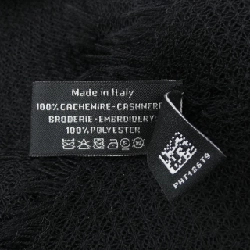 Made in Italy
100% CACHEMIRE-CASHMERE
BRODERIE-EMBROIDERY:
100% POLYESTER